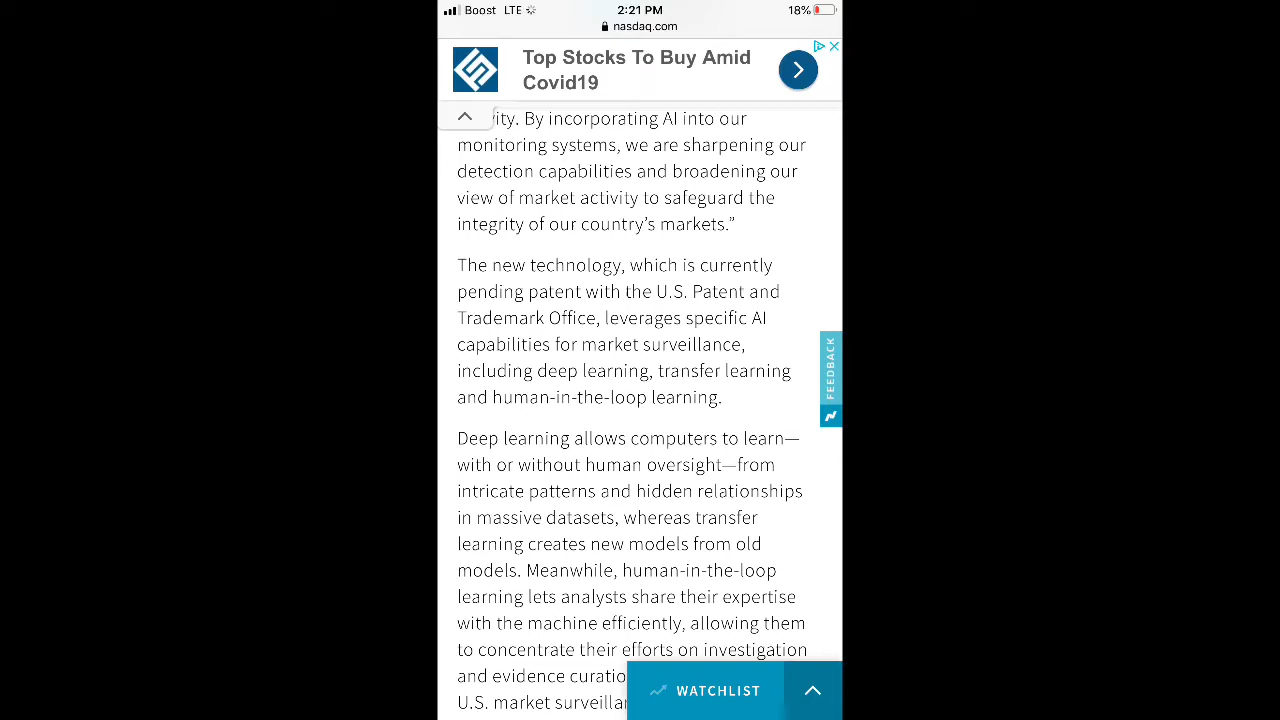 Boost LTE 2:21 PM 18%
nasdaq.com
Top Stocks To Buy Amid
Covid19
By incorporating AI into our
monitoring systems, we are sharpening our
detection capabilities and broadening our
view of market activity to safeguard the
integrity of our country’s markets.”
The new technology, which is currently
pending patent with the U.S. Patent and
Trademark Office, leverages specific AI
capabilities for market surveillance,
including deep learning, transfer learning
and human-in-the-loop learning.
FEEDBACK
Deep learning allows computers to learn—
with or without human oversight—from
intricate patterns and hidden relationships
in massive datasets, whereas transfer
learning creates new models from old
models. Meanwhile, human-in-the-loop
learning lets analysts share their expertise
with the machine efficiently, allowing them
to concentrate their efforts on investigation
and evidence
U.S. market
WATCHLIST